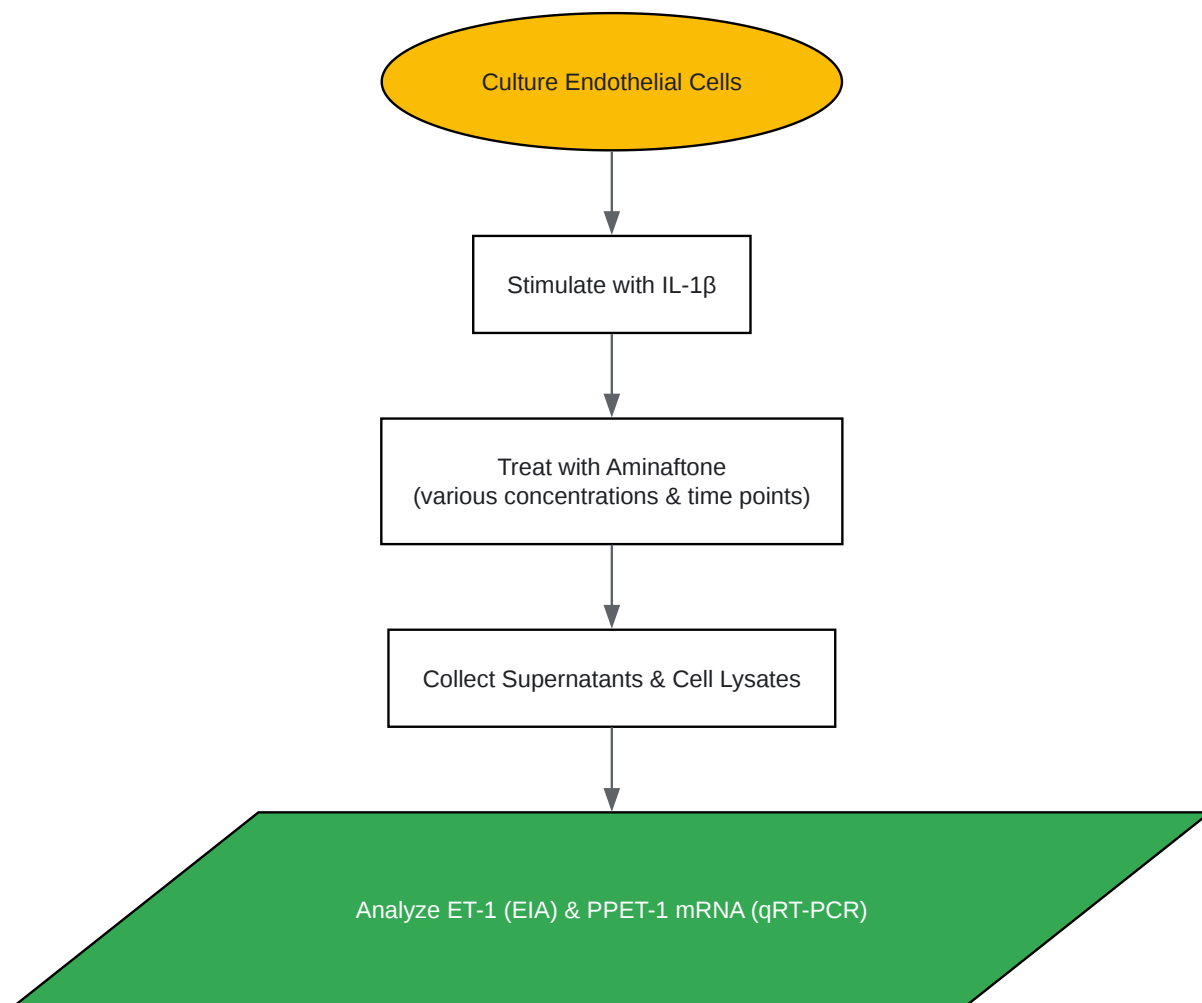 Culture Endothelial Cells
Stimulate with IL-1β
Treat with Aminaftone
(various concentrations & time points)
Collect Supernatants & Cell Lysates
Analyze ET-1 (EIA) & PPET-1 mRNA (qRT-PCR)